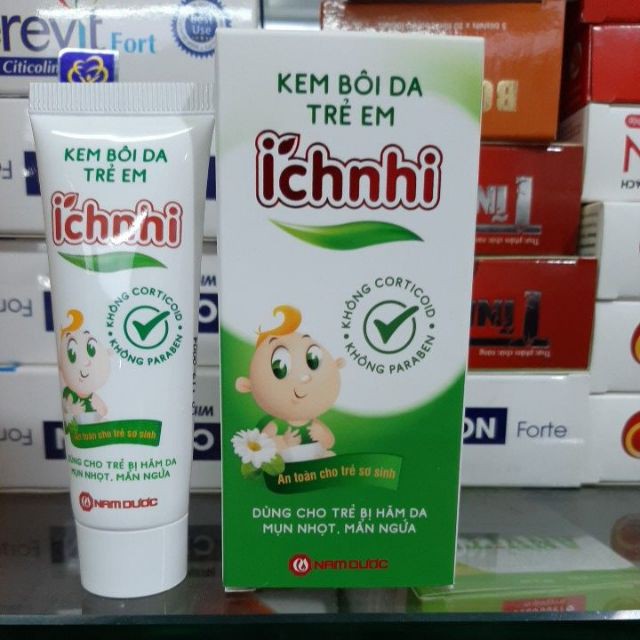 erevit Fort
Citicolin
KEM BÔI DA
TRẺ EM
ichnhi
KHÔNG CORTICOID
KHÔNG PARABEN
An toàn cho trẻ sơ sinh
DÙNG CHO TRẺ BỊ HĂM DA
MỤN NHỌT, MẨN NGỨA
NAM DƯỢC
KEM BÔI DA
TRẺ EM
ichnhi
KHÔNG CORTICOID
KHÔNG PARABEN
An toàn cho trẻ sơ sinh
DÙNG CHO TRẺ BỊ HĂM DA
MỤN NHỌT, MẨN NGỨA
NAM DƯỢC
ON Forte